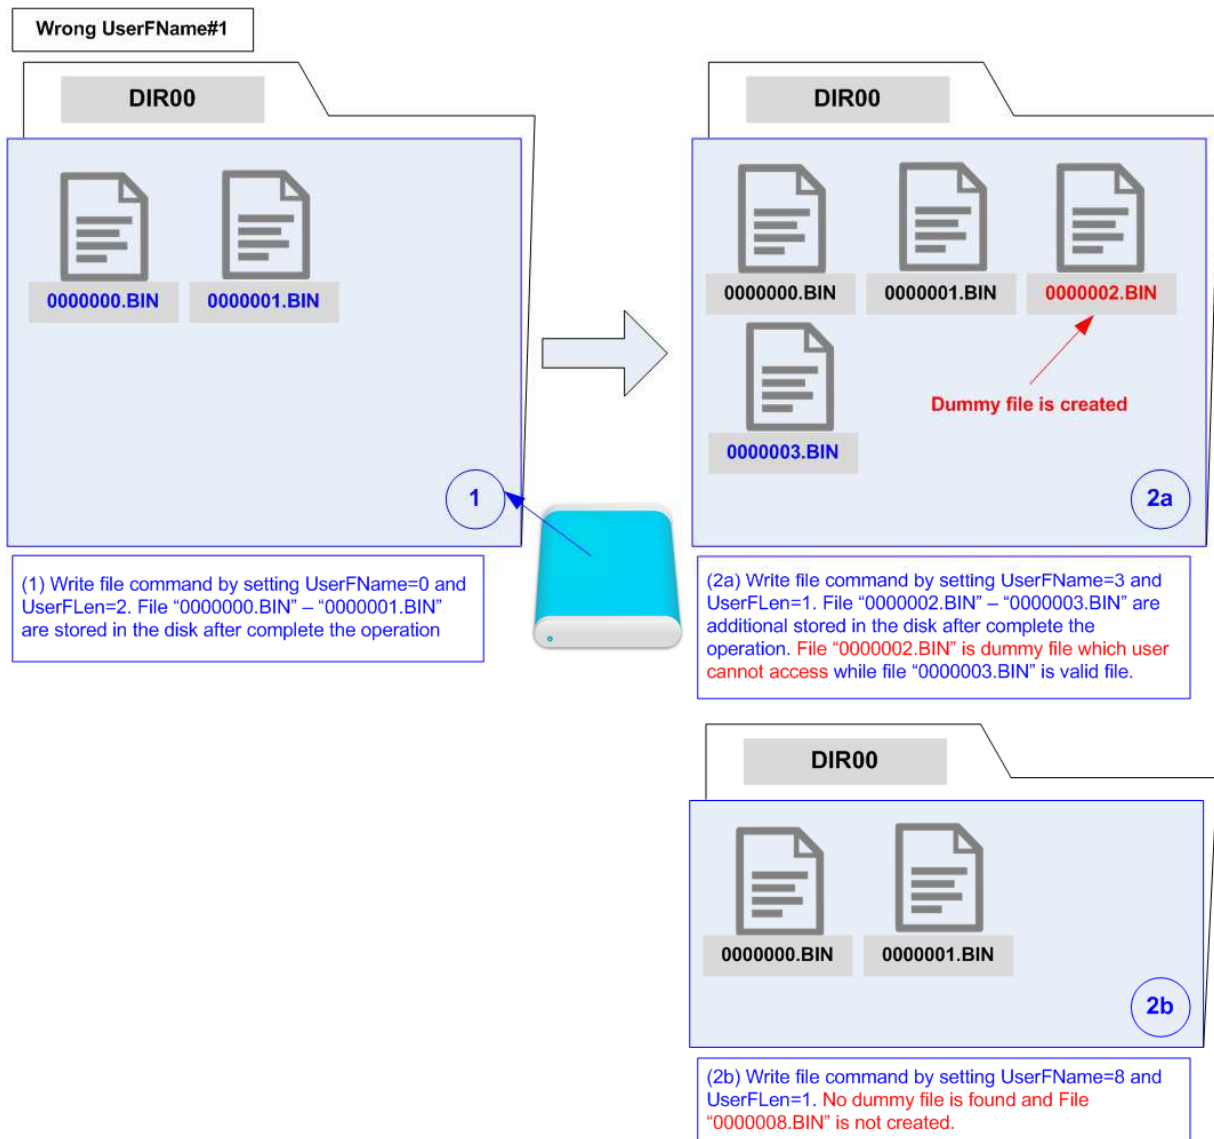 Wrong UserFName#1
DIR00
0000000.BIN
0000001.BIN
1
(1) Write file command by setting UserFName=0 and
UserFLen=2. File “0000000.BIN” – “0000001.BIN”
are stored in the disk after complete the operation
DIR00
0000000.BIN
0000001.BIN
0000002.BIN
Dummy file is created
0000003.BIN
2a
(2a) Write file command by setting UserFName=3 and
UserFLen=1. File “0000002.BIN” – “0000003.BIN” are
additional stored in the disk after complete the
operation. File “0000002.BIN” is dummy file which user
cannot access while file “0000003.BIN” is valid file.
DIR00
0000000.BIN
0000001.BIN
2b
(2b) Write file command by setting UserFName=8 and
UserFLen=1. No dummy file is found and File
“0000008.BIN” is not created.